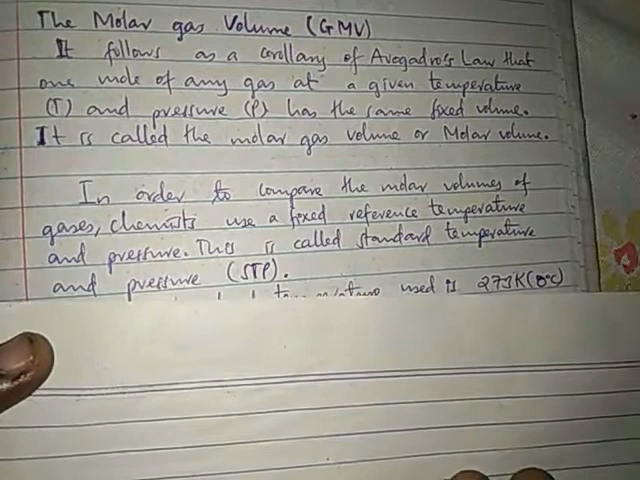 The Molar gas Volume (GMV)
It follows as a corollary of Avogadro's Law that
one mole of any gas at a given temperature
(T) and pressure (P) has the same fixed volume.
It is called the molar gas volume or Molar volume.
In order to compare the molar volumes of
gases, chemists use a fixed reference temperature
and pressure. This is called standard temperature
and pressure (STP).
used is 273K (0°C)